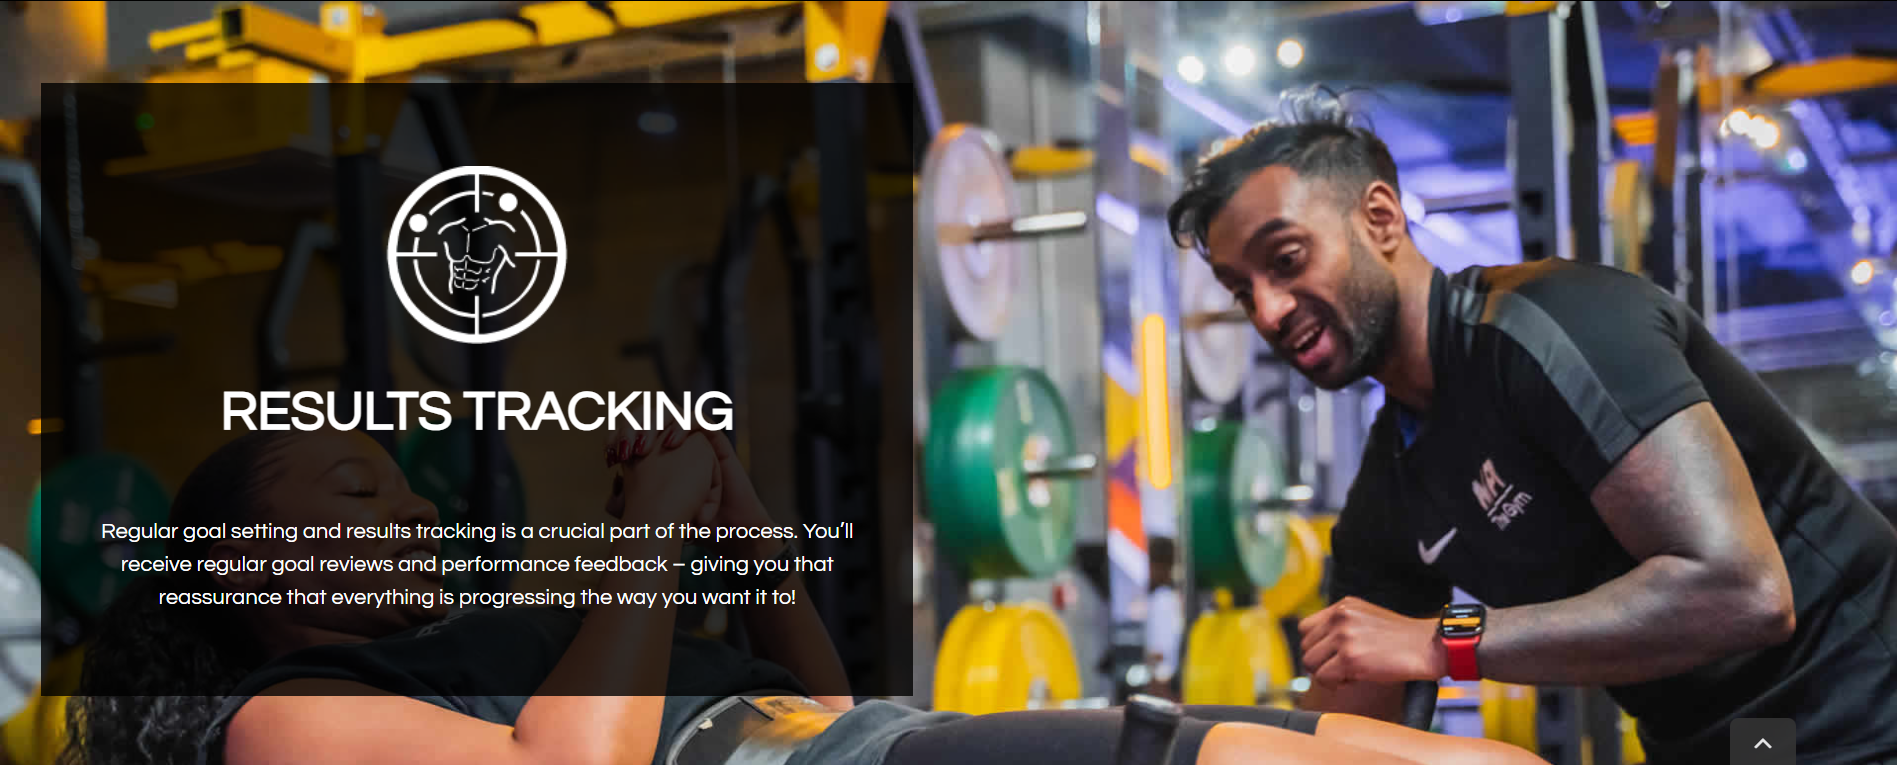 RESULTS TRACKING
Regular goal setting and results tracking is a crucial part of the process. You'll
receive regular goal reviews and performance feedback – giving you that
reassurance that everything is progressing the way you want it to!
The Gym